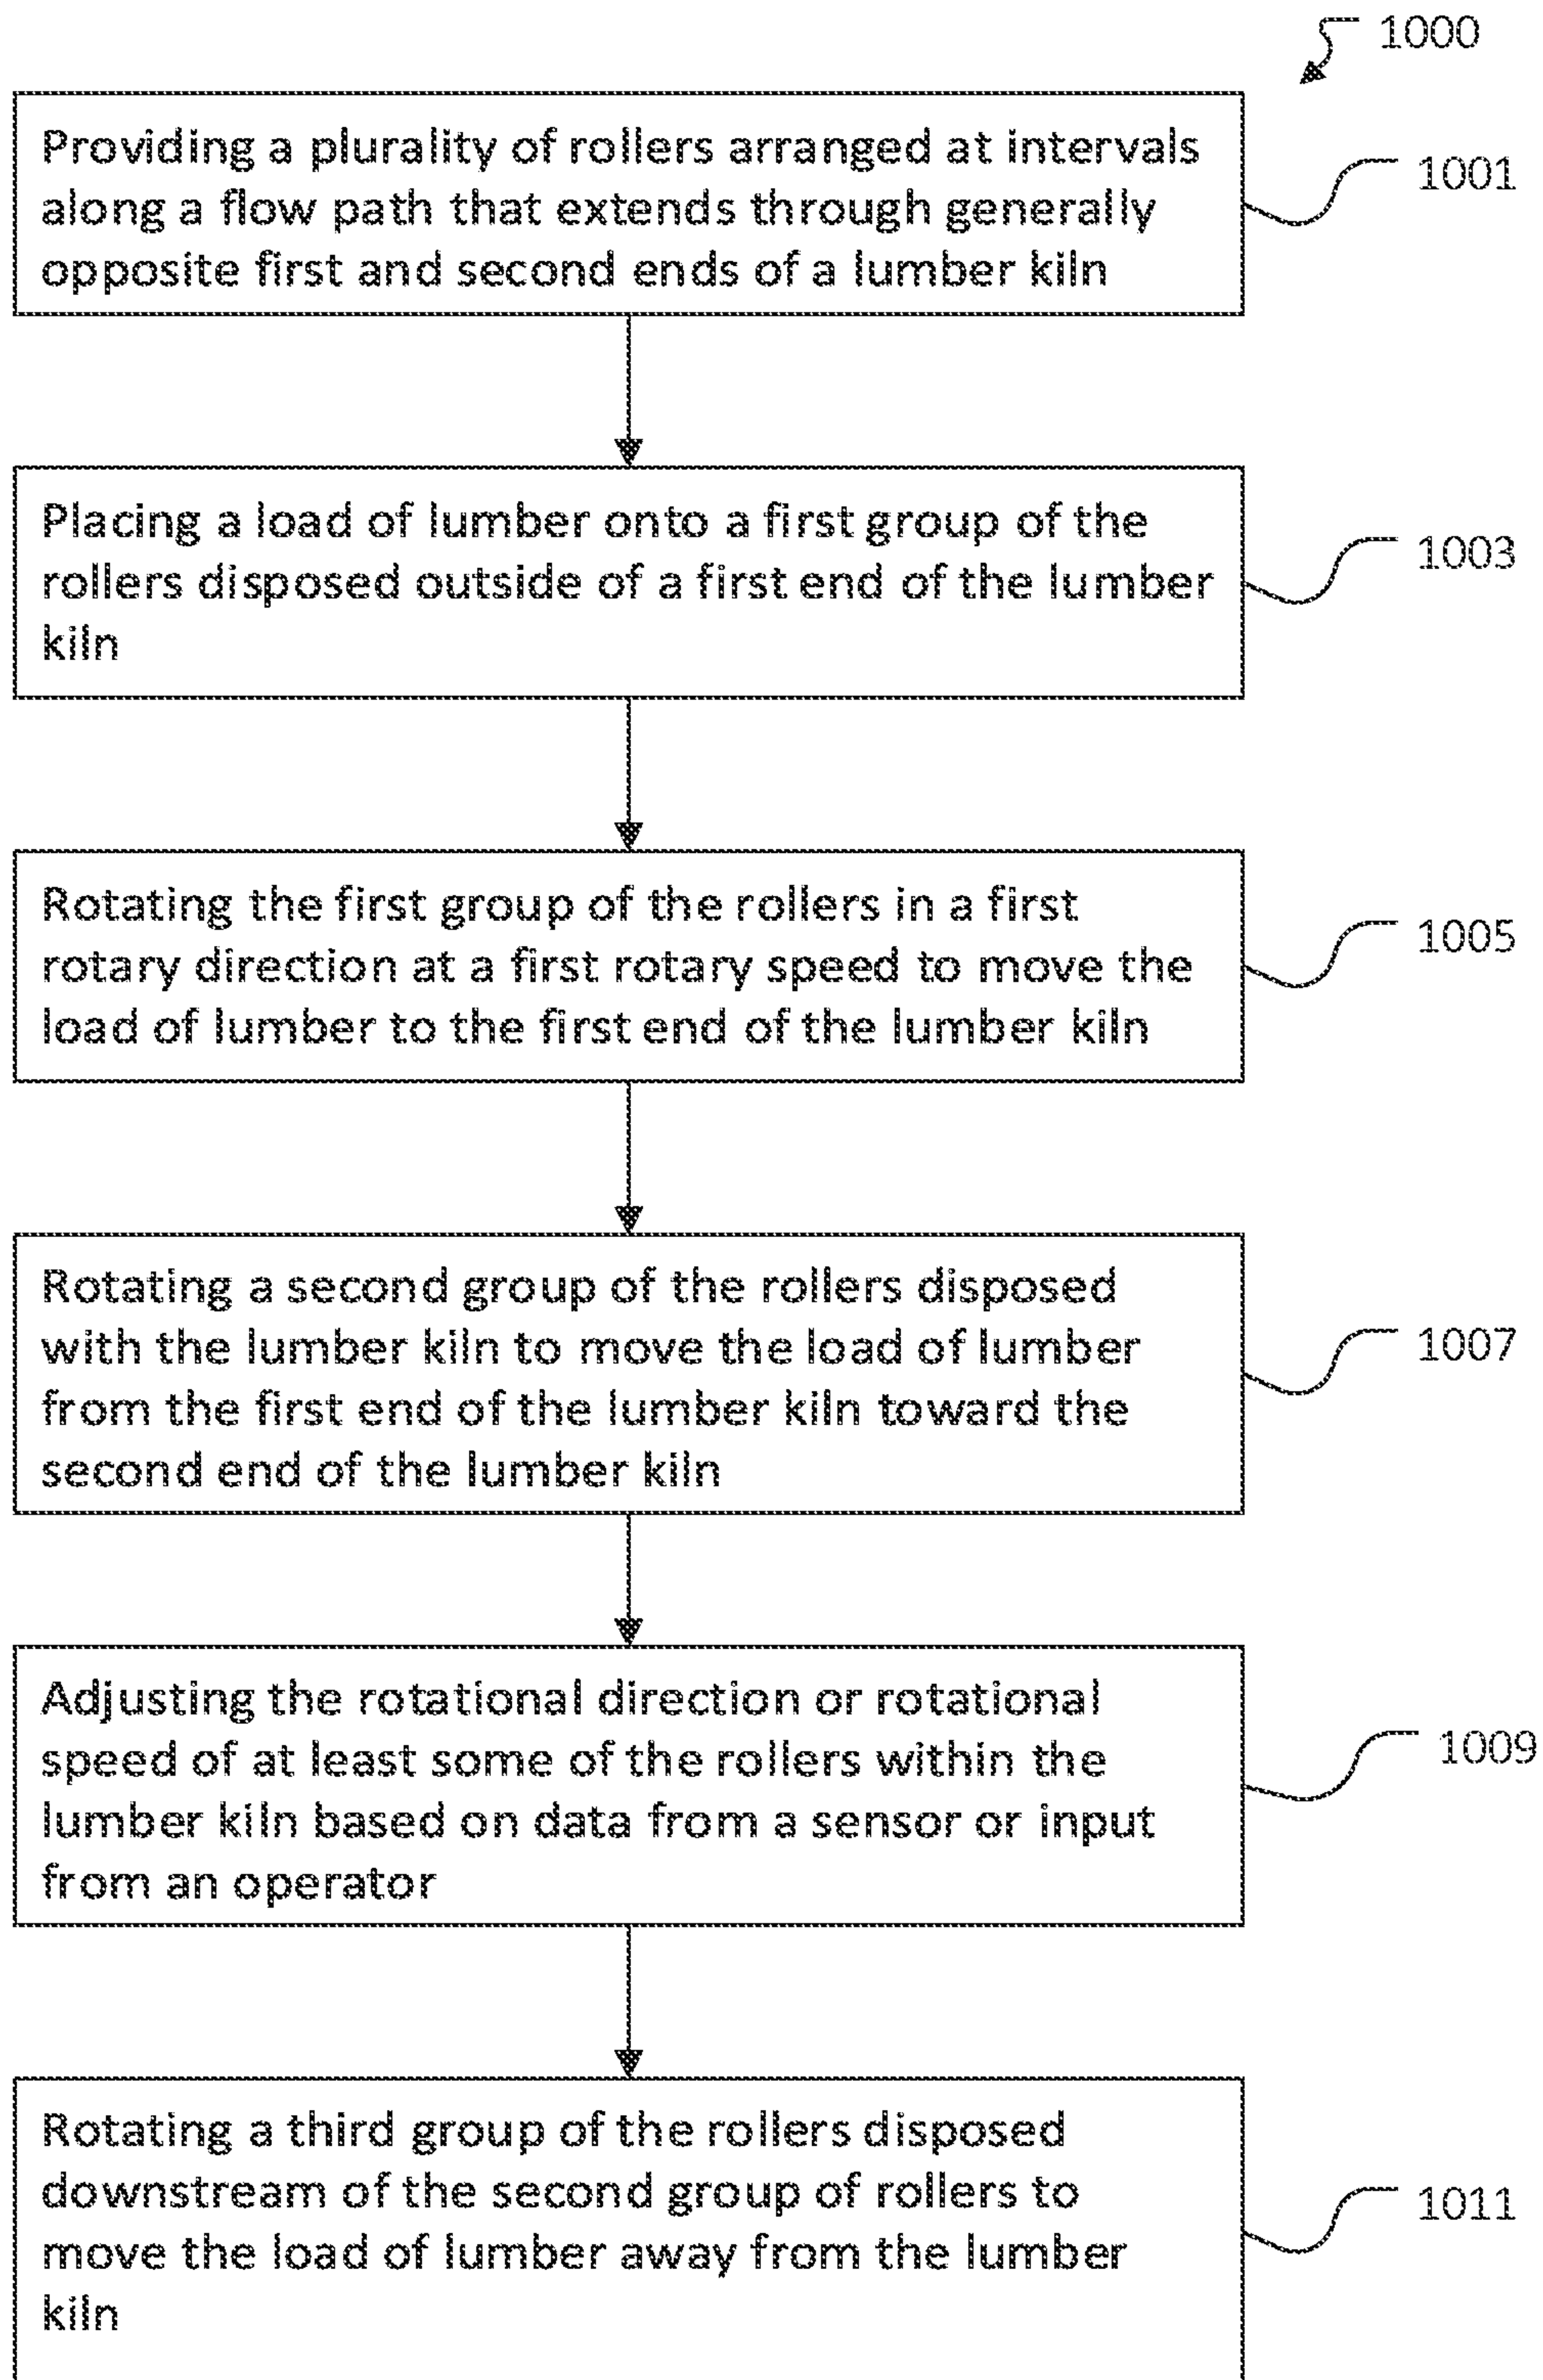 1000
Providing a plurality of rollers arranged at intervals
along a flow path that extends through generally
opposite first and second ends of a lumber kiln
1001
Placing a load of lumber onto a first group of the
rollers disposed outside of a first end of the lumber
kiln
1003
Rotating the first group of the rollers in a first
rotary direction at a first rotary speed to move the
load of lumber to the first end of the lumber kiln
1005
Rotating a second group of the rollers disposed
with the lumber kiln to move the load of lumber
from the first end of the lumber kiln toward the
second end of the lumber kiln
1007
Adjusting the rotational direction or rotational
speed of at least some of the rollers within the
lumber kiln based on data from a sensor or input
from an operator
1009
Rotating a third group of the rollers disposed
downstream of the second group of rollers to
move the load of lumber away from the lumber
kiln
1011